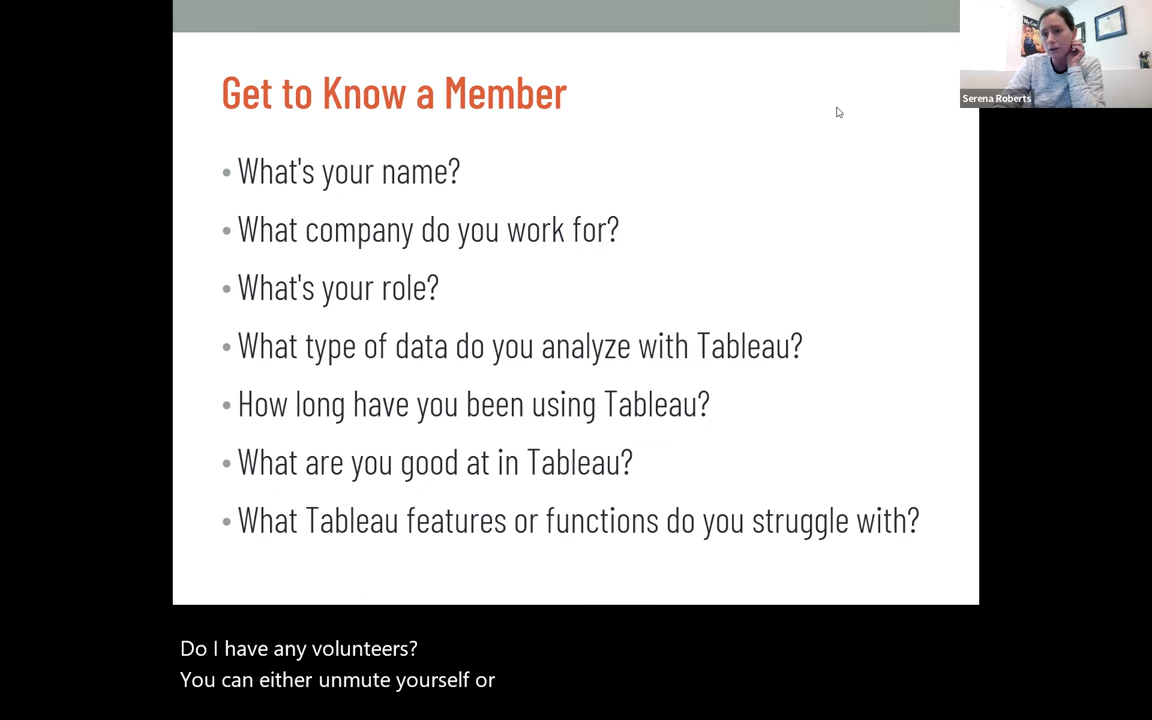 Get to Know a Member
• What's your name?
• What company do you work for?
• What's your role?
• What type of data do you analyze with Tableau?
• How long have you been using Tableau?
• What are you good at in Tableau?
• What Tableau features or functions do you struggle with?
Serena Roberts
Do I have any volunteers?
You can either unmute yourself or